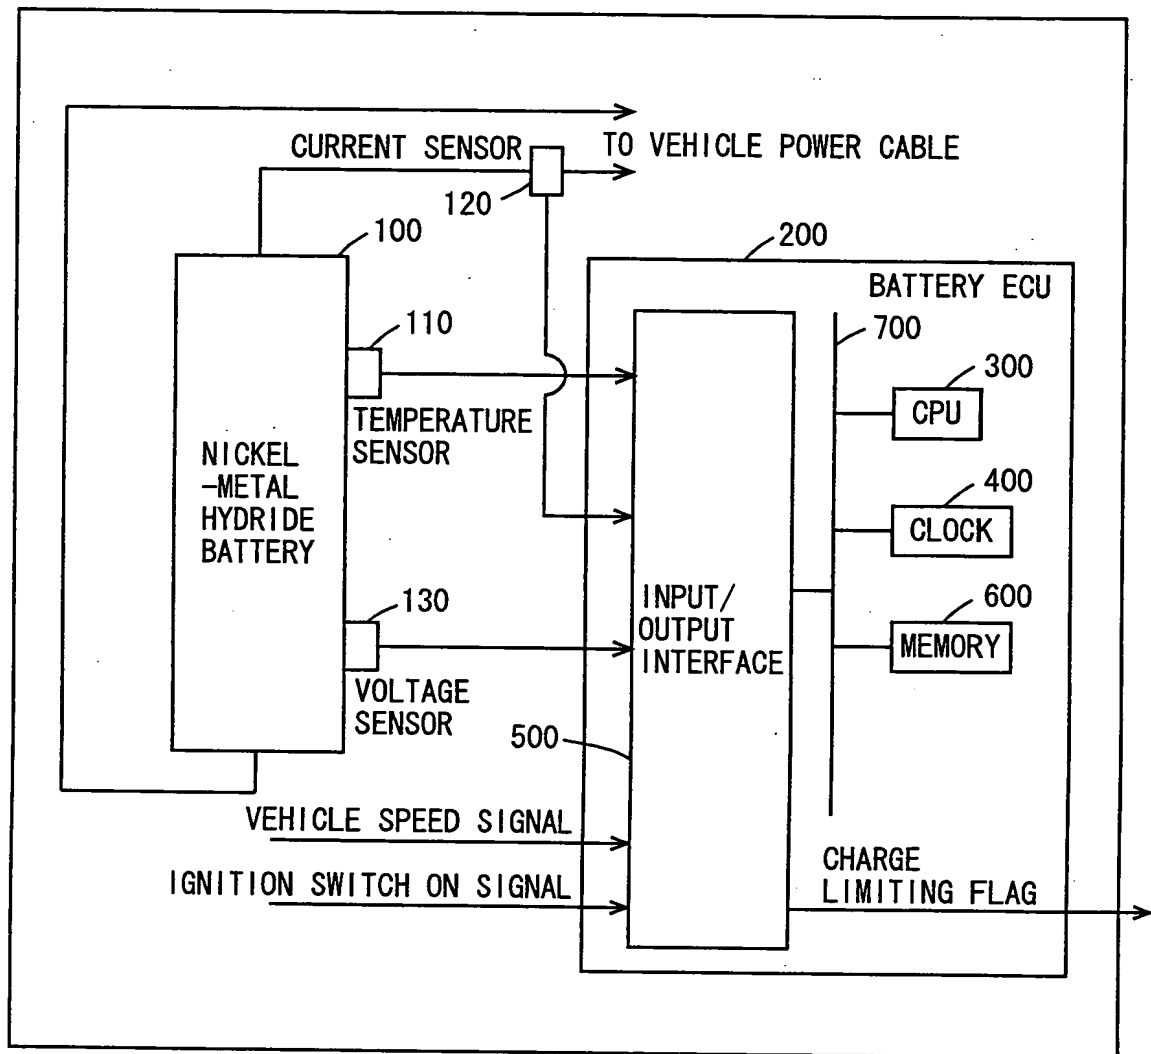 CURRENT SENSOR
TO VEHICLE POWER CABLE
120
100
200
BATTERY ECU
110
700
300
CPU
TEMPERATURE
SENSOR
NICKEL
-METAL
HYDRIDE
BATTERY
400
CLOCK
130
INPUT/
OUTPUT
INTERFACE
600
MEMORY
VOLTAGE
SENSOR
500
VEHICLE SPEED SIGNAL
IGNITION SWITCH ON SIGNAL
CHARGE
LIMITING FLAG